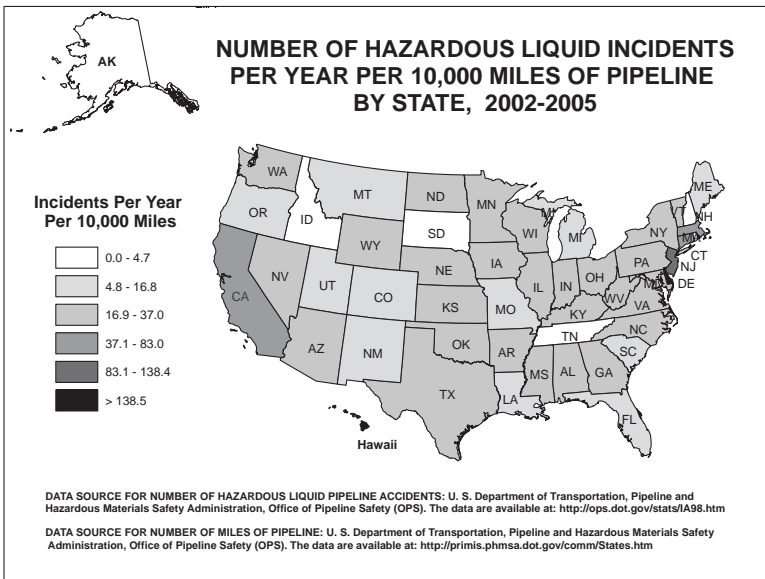 AK
NUMBER OF HAZARDOUS LIQUID INCIDENTS
PER YEAR PER 10,000 MILES OF PIPELINE
BY STATE, 2002-2005
Incidents Per Year
Per 10,000 Miles
0.0 - 4.7
4.8 - 16.8
16.9 - 37.0
37.1 - 83.0
83.1 - 138.4
> 138.5
WA
MT
ND
MN
ME
OR
ID
SD
WI
MI
VT
NH
NY
MA
CT
WY
IA
PA
NJ
NE
NV
UT
CO
IL
IN
OH
DE
CA
KS
MO
WV
VA
KY
AZ
NM
OK
AR
TN
NC
SC
TX
MS
AL
GA
LA
FL
Hawaii
DATA SOURCE FOR NUMBER OF HAZARDOUS LIQUID PIPELINE ACCIDENTS: U. S. Department of Transportation, Pipeline and
Hazardous Materials Safety Administration, Office of Pipeline Safety (OPS). The data are available at: http://ops.dot.gov/stats/IA98.htm
DATA SOURCE FOR NUMBER OF MILES OF PIPELINE: U. S. Department of Transportation, Pipeline and Hazardous Materials Safety
Administration, Office of Pipeline Safety (OPS). The data are available at: http://primis.phmsa.dot.gov/comm/States.htm